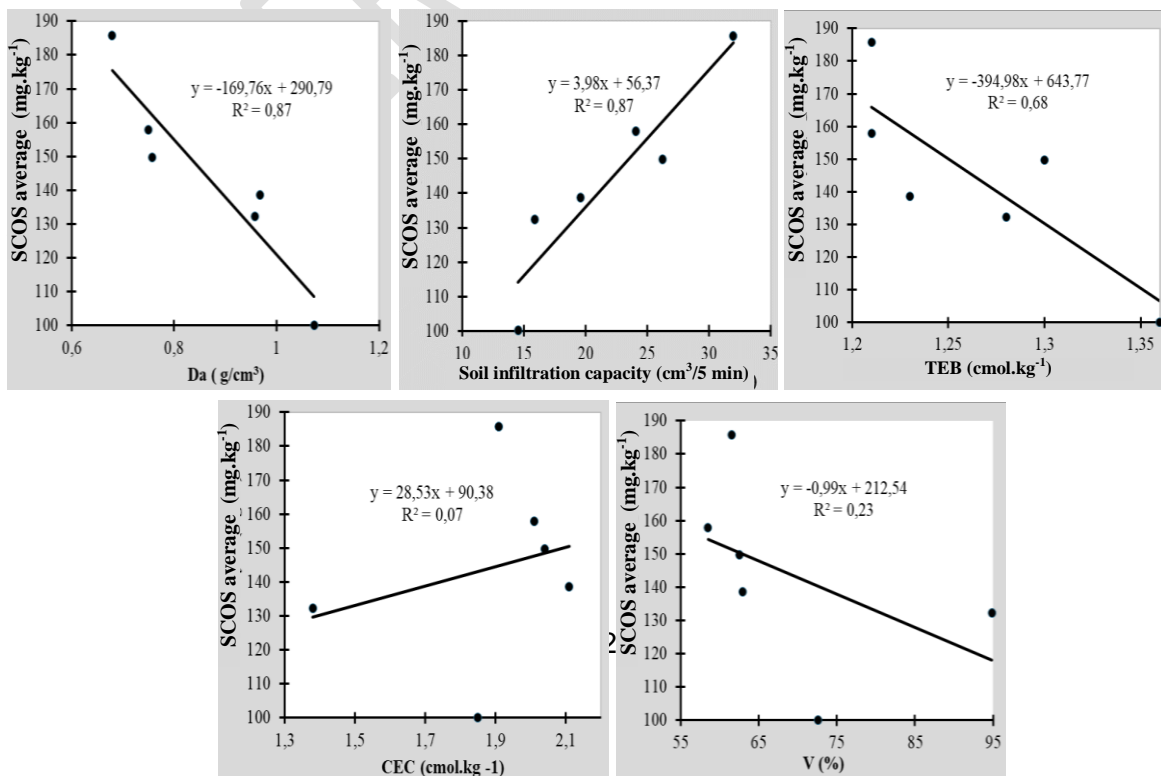 SCOS average (mg.kg-1)
190
180
170
160
150
140
130
120
110
100
y = -169,76x + 290,79
R² = 0,87
0,6 0,8 1 1,2
Da ( g/cm³)
SCOS average (mg.kg-1)
190
180
170
160
150
140
130
120
110
100
y = 3,98x + 56,37
R² = 0,87
10 15 20 25 30 35
Soil infiltration capacity (cm³/5 min) )
SCOS average (mg.kg-1)
190
180
170
160
150
140
130
120
110
100
y = -394,98x + 643,77
R² = 0,68
1,2 1,25 1,3 1,35
TEB (cmol.kg-1)
SCOS average (mg.kg-1)
190
180
170
160
150
140
130
120
110
100
y = 28,53x + 90,38
R² = 0,07
1,3 1,5 1,7 1,9 2,1
CEC (cmol.kg -1)
SCOS average (mg.kg-1)
190
180
170
160
150
140
130
120
110
100
y = -0,99x + 212,54
R² = 0,23
55 65 75 85 95
V (%)